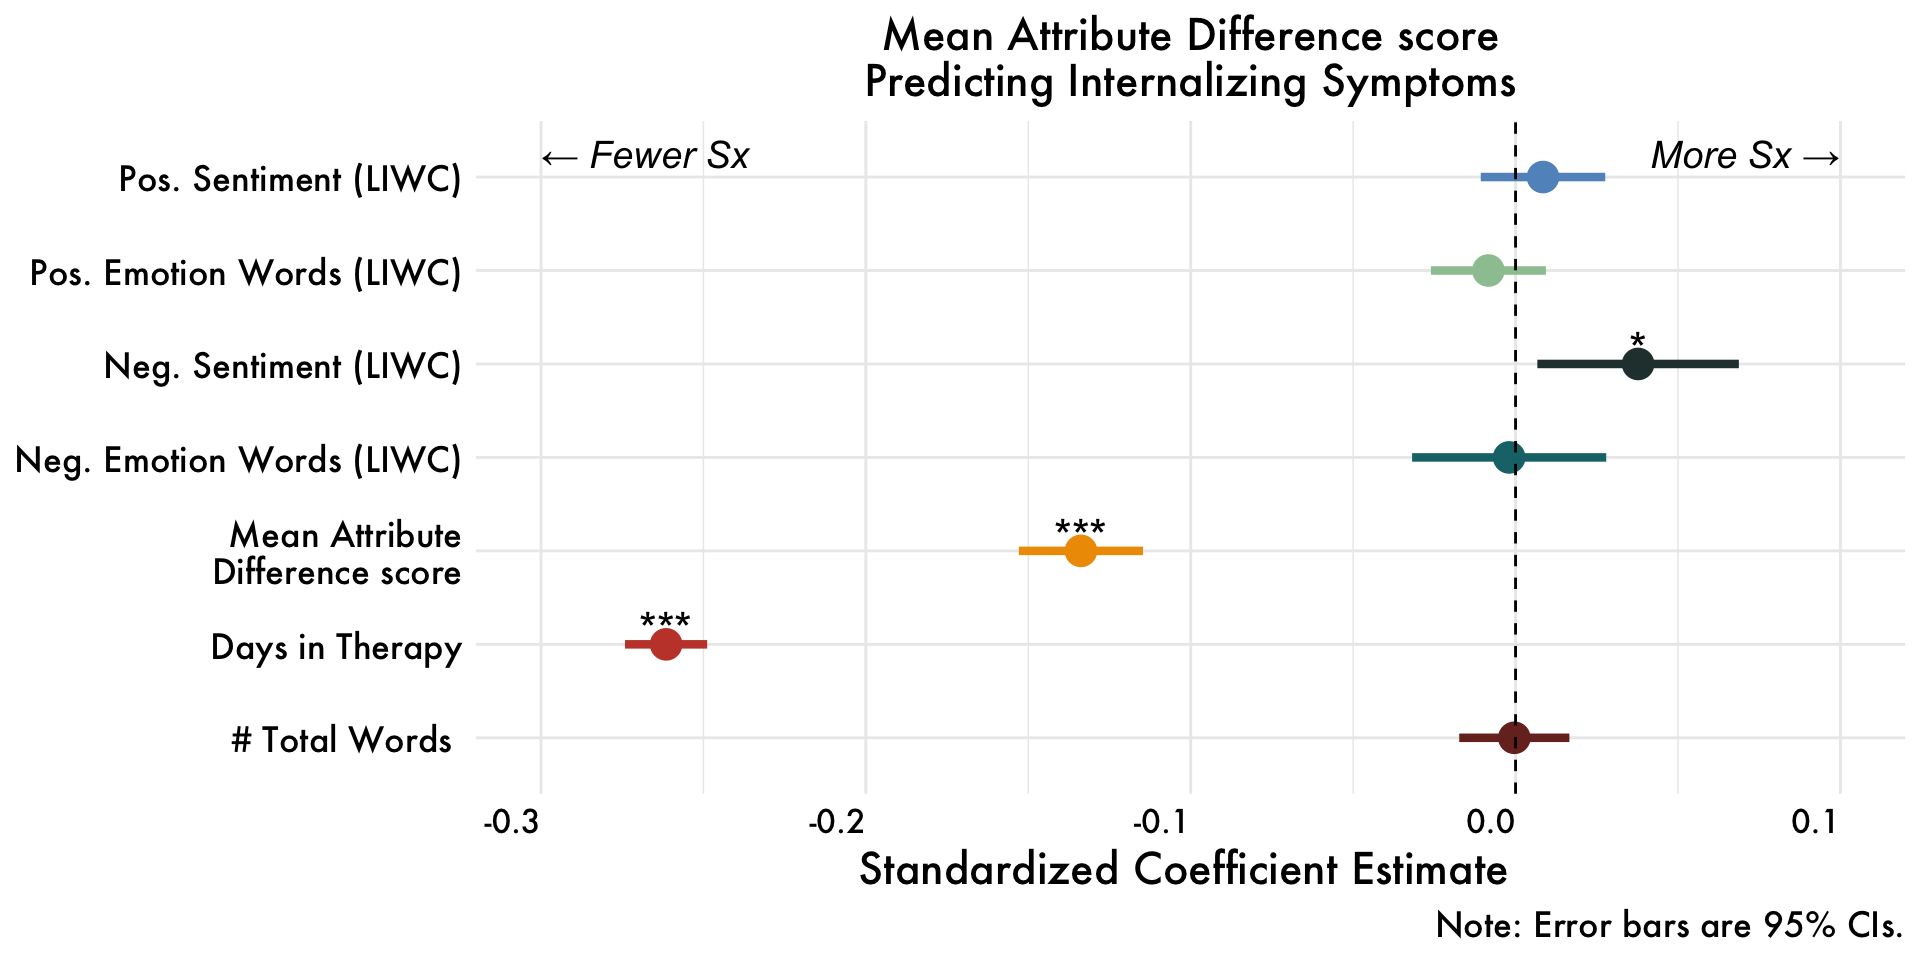 Mean Attribute Difference score
Predicting Internalizing Symptoms
← Fewer Sx
More Sx →
Pos. Sentiment (LIWC)
Pos. Emotion Words (LIWC)
*
Neg. Sentiment (LIWC)
Neg. Emotion Words (LIWC)
***
Mean Attribute
Difference score
***
Days in Therapy
# Total Words
-0.3 -0.2 -0.1 0.0 0.1
Standardized Coefficient Estimate
Note: Error bars are 95% CIs.